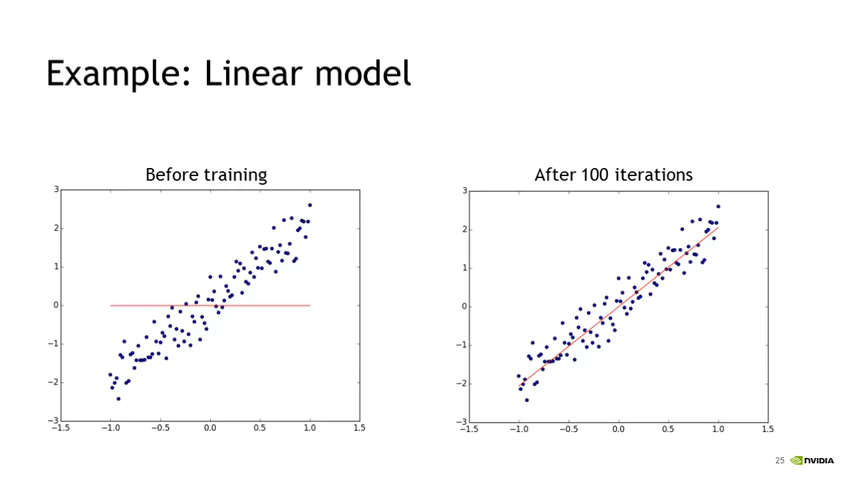 Example: Linear model
Before training
3
2
1
0
−1
−2
−3
−1.5 −1.0 −0.5 0.0 0.5 1.0 1.5
After 100 iterations
3
2
1
0
−1
−2
−3
−1.5 −1.0 −0.5 0.0 0.5 1.0 1.5
25 NVIDIA